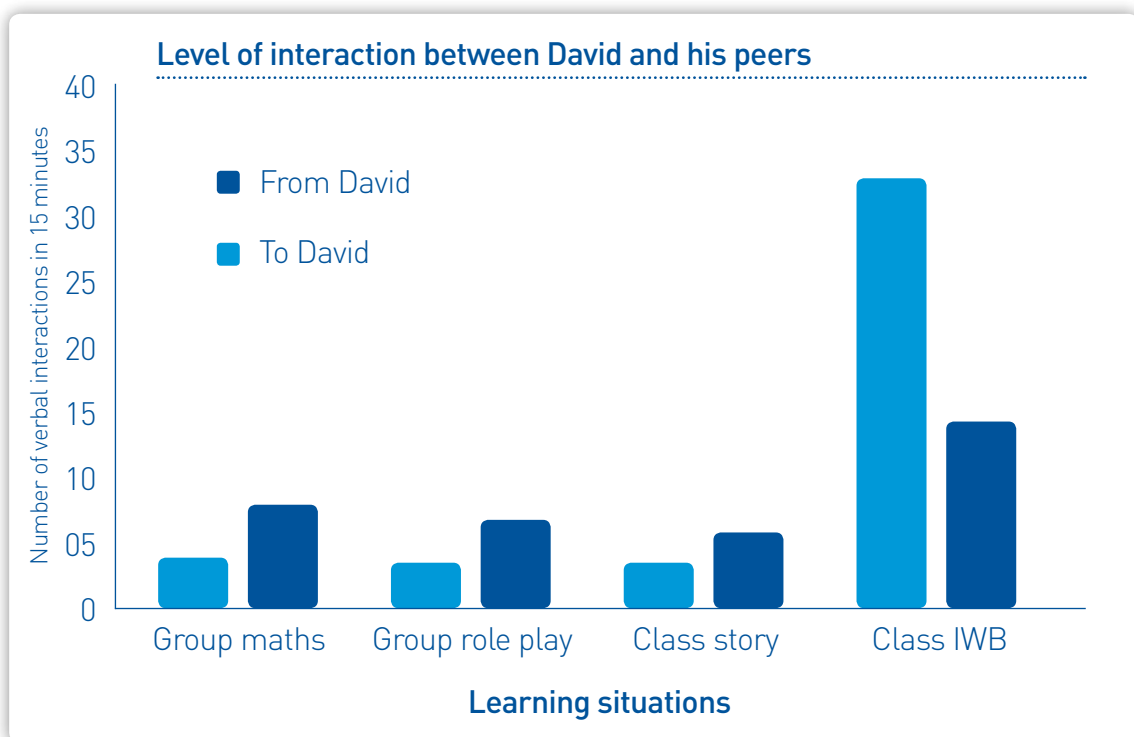 Level of interaction between David and his peers
Number of verbal interactions in 15 minutes
40
35
30
25
20
15
10
05
0
From David
To David
Group maths
Group role play
Class story
Class IWB
Learning situations